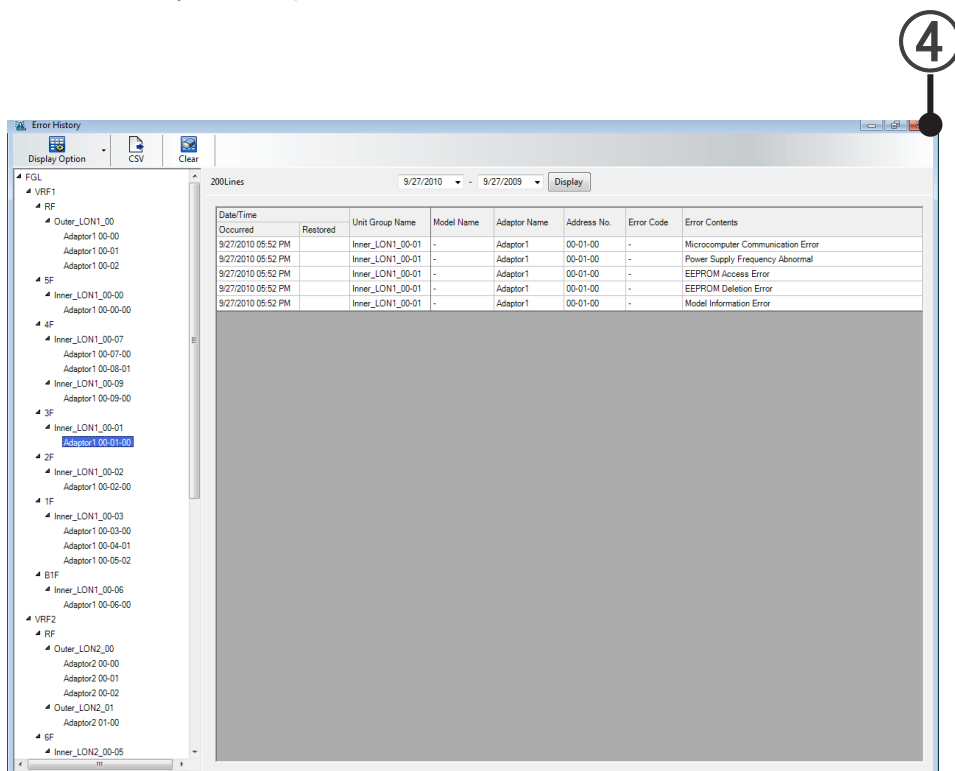 ④
Error History
Display Option
CSV
Clear
FGL
VRF1
RF
Outer_LON1_00
Adaptor1 00-00
Adaptor1 00-01
Adaptor1 00-02
5F
Inner_LON1_00-00
Adaptor1 00-00-00
4F
Inner_LON1_00-07
Adaptor1 00-07-00
Adaptor1 00-08-01
Inner_LON1_00-09
Adaptor1 00-09-00
3F
Inner_LON1_00-01
Adaptor1 00-01-00
2F
Inner_LON1_00-02
Adaptor1 00-02-00
1F
Inner_LON1_00-03
Adaptor1 00-03-00
Adaptor1 00-04-01
Adaptor1 00-05-02
B1F
Inner_LON1_00-06
Adaptor1 00-06-00
VRF2
RF
Outer_LON2_00
Adaptor2 00-00
Adaptor2 00-01
Adaptor2 00-02
Outer_LON2_01
Adaptor2 01-00
6F
Inner_LON2_00-05
200Lines 9/27/2010 - 9/27/2009 Display
Date/Time Unit Group Name Model Name Adaptor Name Address No. Error Code Error Contents
Occurred Restored
9/27/2010 05:52 PM Inner_LON1_00-01 - Adaptor1 00-01-00 - Microcomputer Communication Error
9/27/2010 05:52 PM Inner_LON1_00-01 - Adaptor1 00-01-00 - Power Supply Frequency Abnormal
9/27/2010 05:52 PM Inner_LON1_00-01 - Adaptor1 00-01-00 - EEPROM Access Error
9/27/2010 05:52 PM Inner_LON1_00-01 - Adaptor1 00-01-00 - EEPROM Deletion Error
9/27/2010 05:52 PM Inner_LON1_00-01 - Adaptor1 00-01-00 - Model Information Error